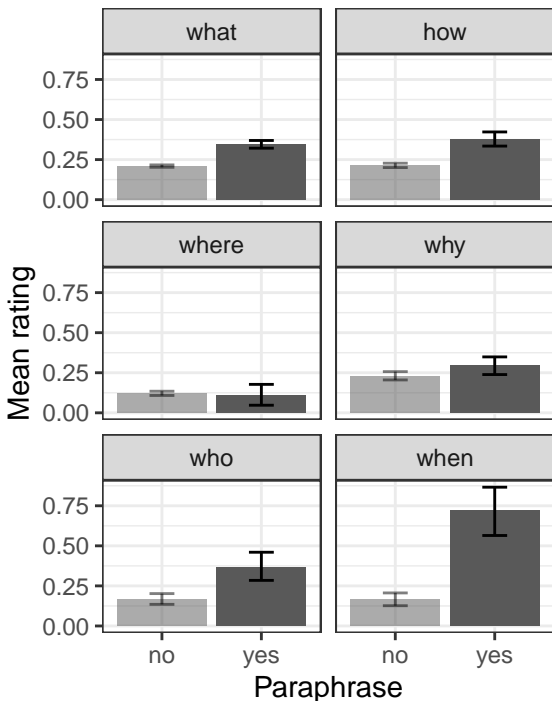 what how
0.75
0.50
0.25
0.00
where why
0.75
0.50
0.25
0.00
who when
0.75
0.50
0.25
0.00
no yes no yes
Paraphrase
Mean rating